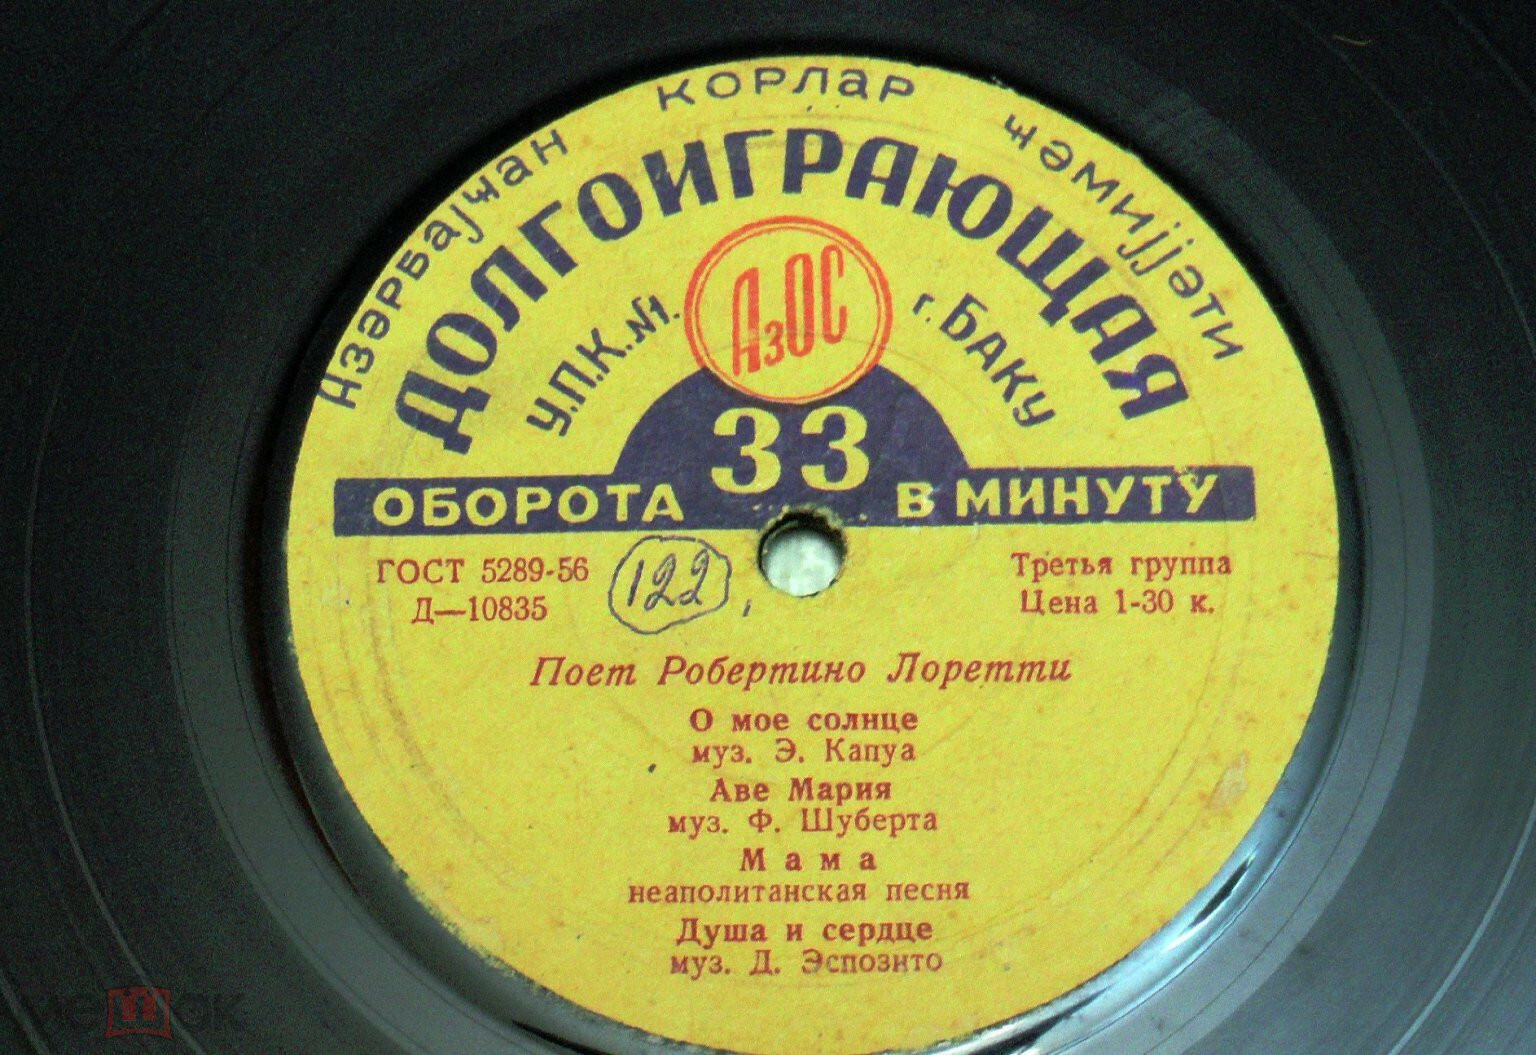 Азәрбајҹан корлар ҹәмијјәти
ДОЛГОИГРАЮЩАЯ
У.П.К. №1. АзОС г. БАКУ
33
ОБОРОТА В МИНУТУ
ГОСТ 5289-56
Д—10835
122
Третья группа
Цена 1-30 к.
Поет Робертино Лоретти
О мое солнце
муз. Э. Капуа
Аве Мария
муз. Ф. Шуберта
Мама
неаполитанская песня
Душа и сердце
муз. Д. Эспозито